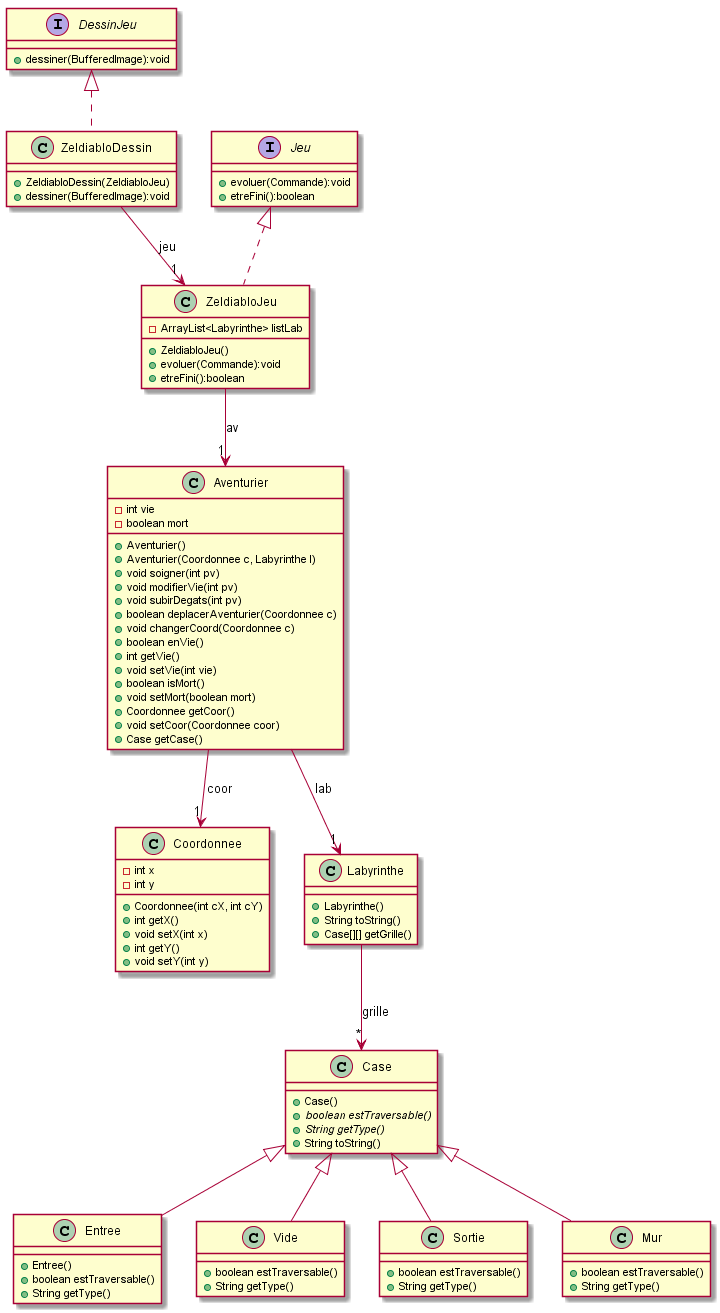 I DessinJeu
dessiner(BufferedImage):void
C ZeldiabloDessin
ZeldiabloDessin(ZeldiabloJeu)
dessiner(BufferedImage):void
I Jeu
evoluer(Commande):void
etreFini():boolean
jeu
1
C ZeldiabloJeu
ArrayList<Labyrinthe> listLab
ZeldiabloJeu()
evoluer(Commande):void
etreFini():boolean
av
1
C Aventurier
int vie
boolean mort
Aventurier()
Aventurier(Coordonnee c, Labyrinthe l)
void soigner(int pv)
void modifierVie(int pv)
void subirDegats(int pv)
boolean deplacerAventurier(Coordonnee c)
void changerCoord(Coordonnee c)
boolean enVie()
int getVie()
void setVie(int vie)
boolean isMort()
void setMort(boolean mort)
Coordonnee getCoor()
void setCoor(Coordonnee coor)
Case getCase()
coor
1
lab
1
C Coordonnee
int x
int y
Coordonnee(int cX, int cY)
int getX()
void setX(int x)
int getY()
void setY(int y)
C Labyrinthe
Labyrinthe()
String toString()
Case[][] getGrille()
grille
*
C Case
Case()
boolean estTraversable()
String getType()
String toString()
C Entree
Entree()
boolean estTraversable()
String getType()
C Vide
boolean estTraversable()
String getType()
C Sortie
boolean estTraversable()
String getType()
C Mur
boolean estTraversable()
String getType()